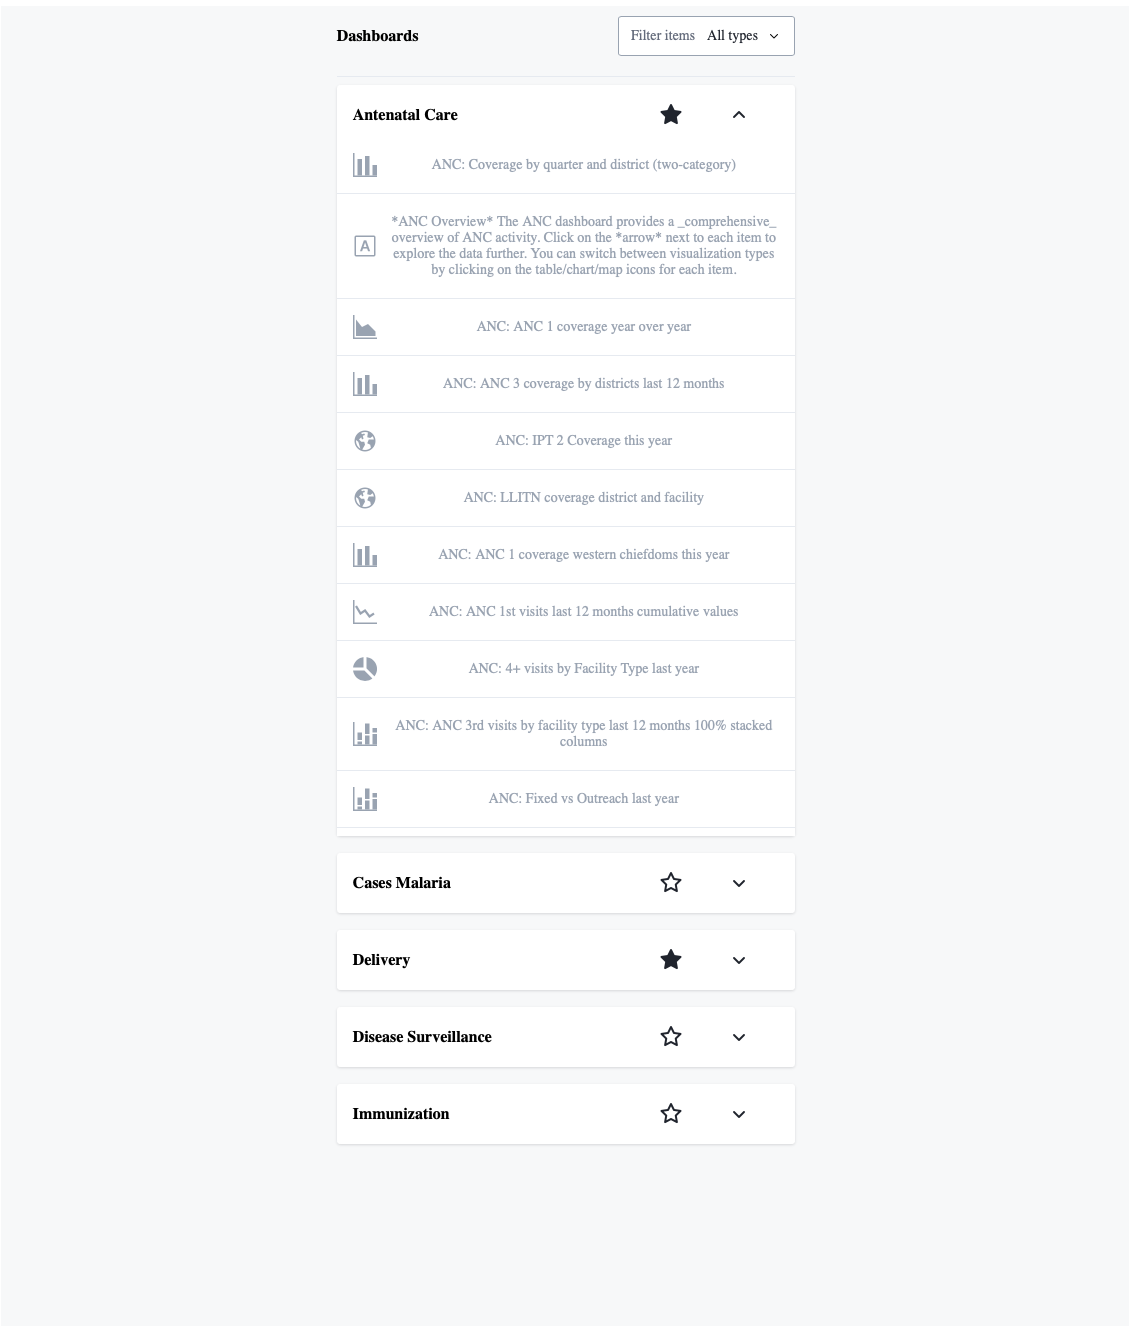 Dashboards
Filter items All types
Antenatal Care
ANC: Coverage by quarter and district (two-category)
*ANC Overview* The ANC dashboard provides a _comprehensive_
overview of ANC activity. Click on the *arrow* next to each item to
explore the data further. You can switch between visualization types
by clicking on the table/chart/map icons for each item.
A
ANC: ANC 1 coverage year over year
ANC: ANC 3 coverage by districts last 12 months
ANC: IPT 2 Coverage this year
ANC: LLITN coverage district and facility
ANC: ANC 1 coverage western chiefdoms this year
ANC: ANC 1st visits last 12 months cumulative values
ANC: 4+ visits by Facility Type last year
ANC: ANC 3rd visits by facility type last 12 months 100% stacked
columns
ANC: Fixed vs Outreach last year
Cases Malaria
Delivery
Disease Surveillance
Immunization